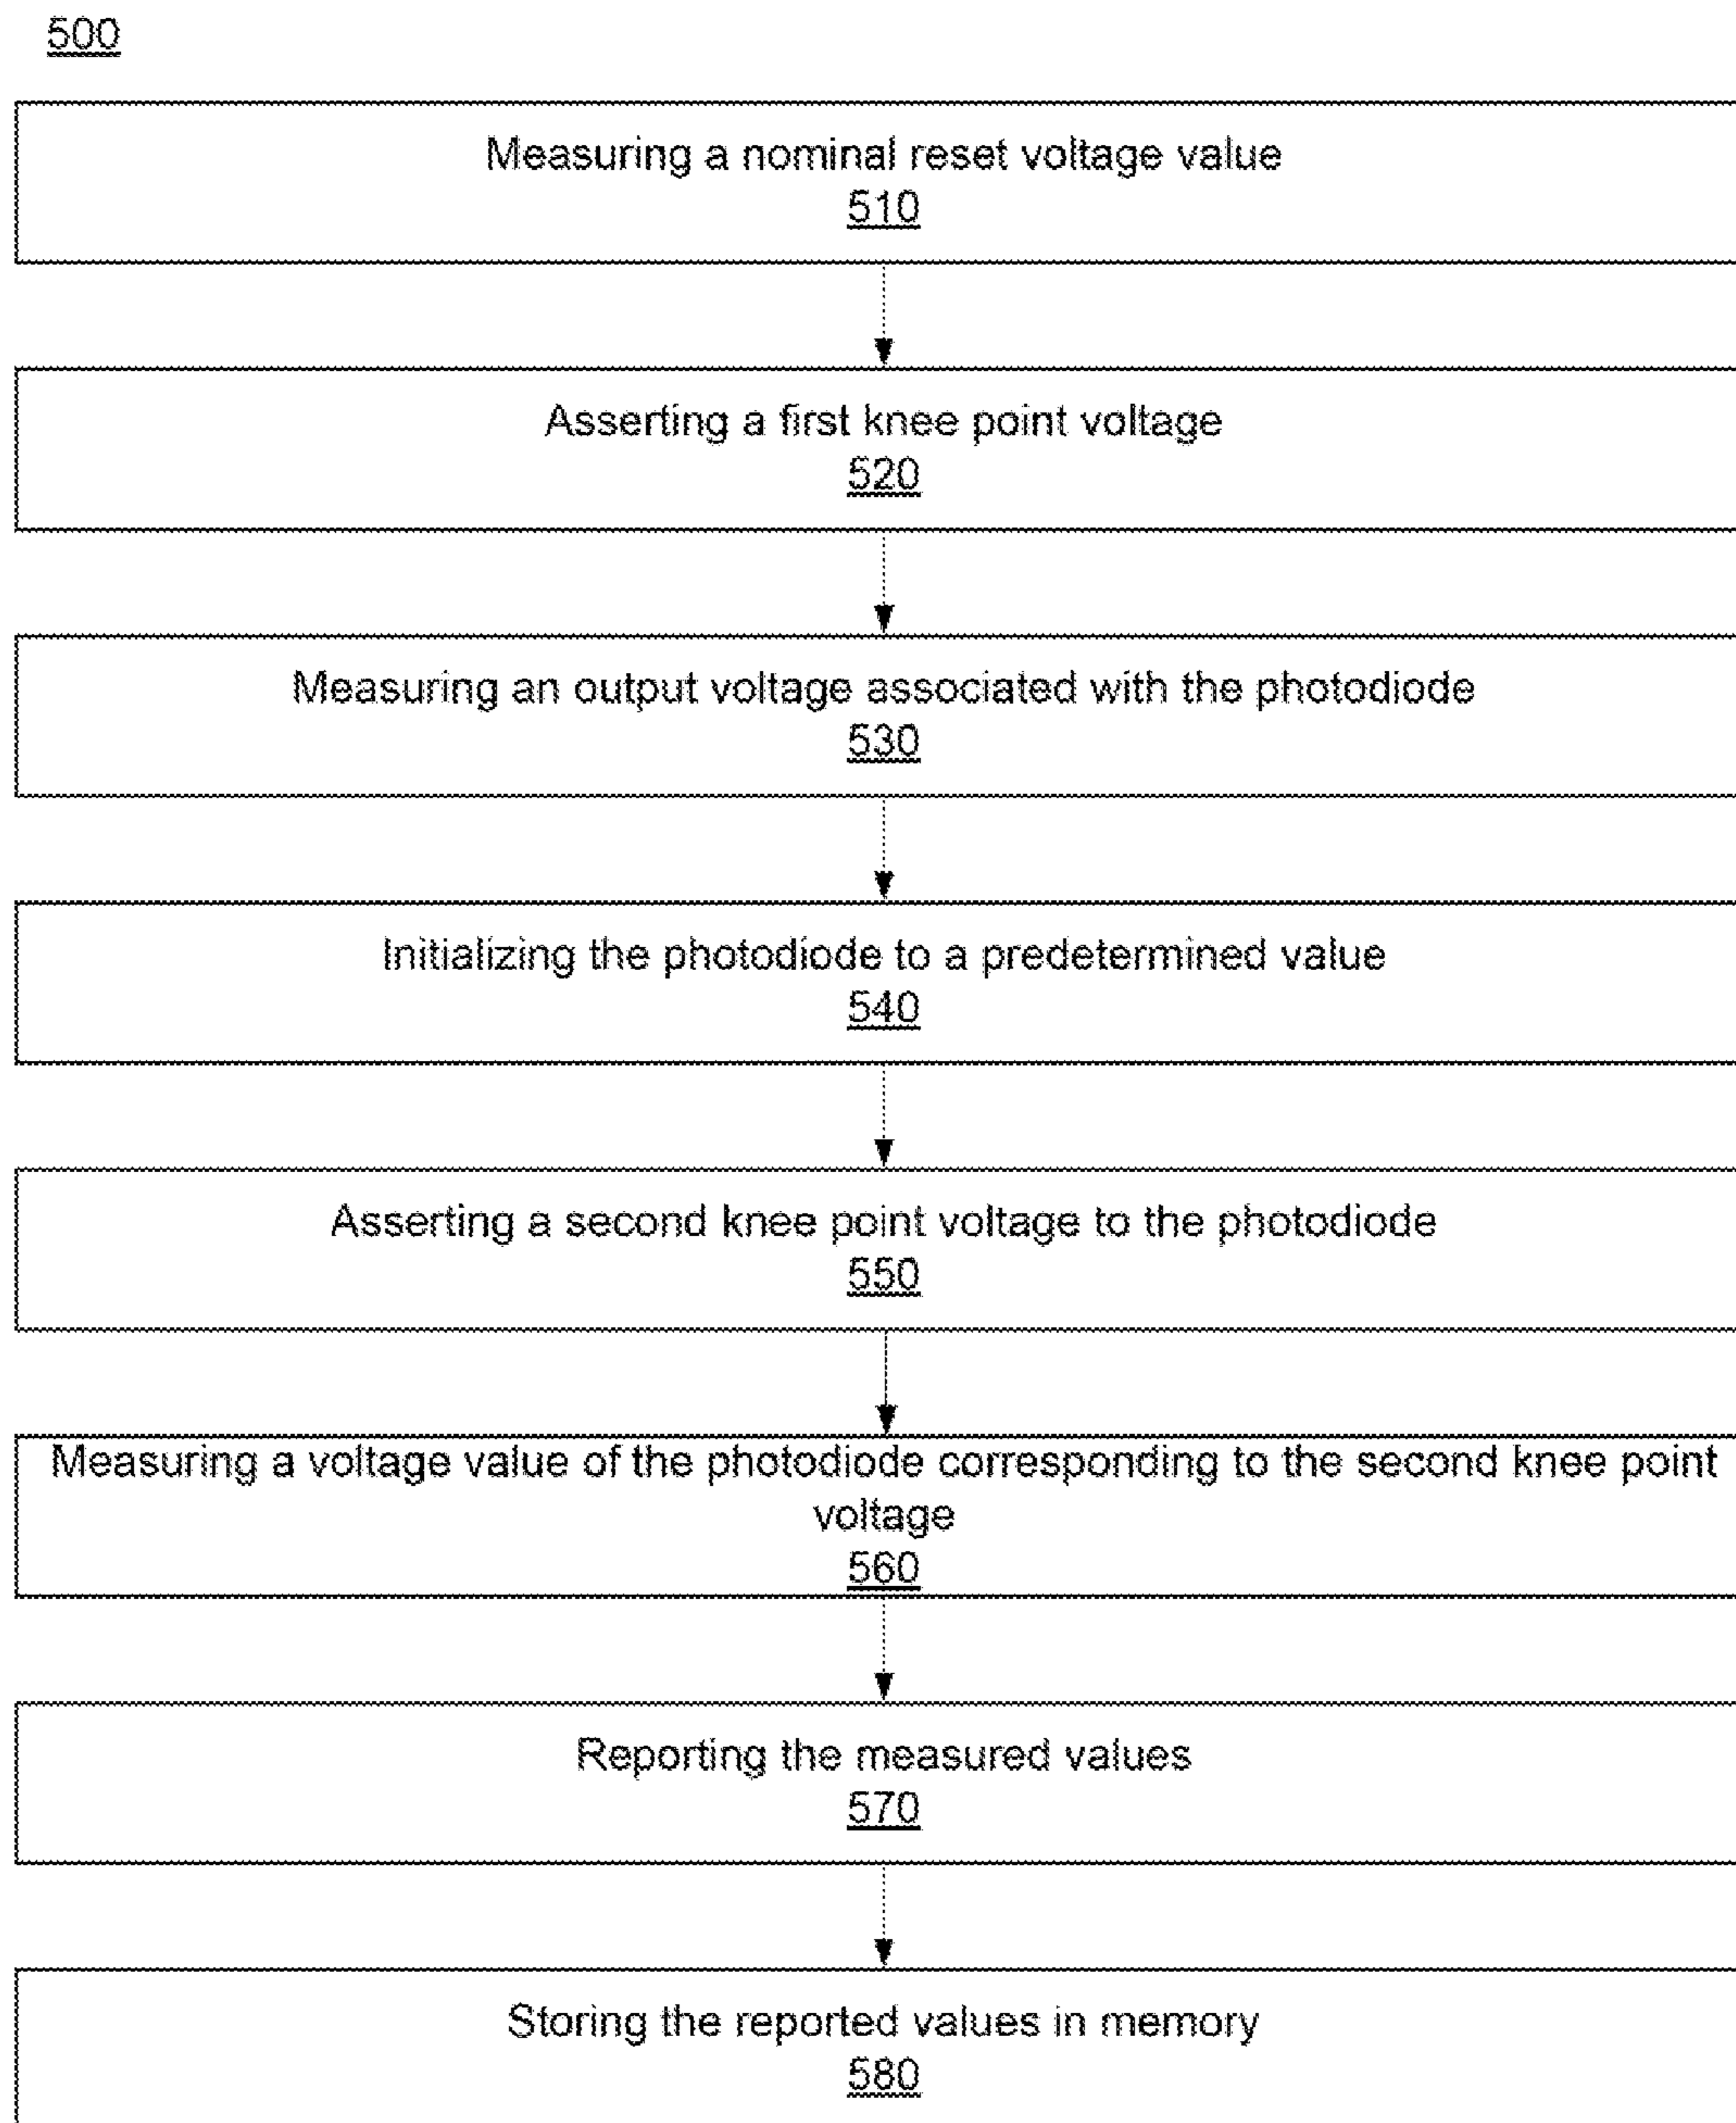 500
Measuring a nominal reset voltage value
510
Asserting a first knee point voltage
520
Measuring an output voltage associated with the photodiode
530
Initializing the photodiode to a predetermined value
540
Asserting a second knee point voltage to the photodiode
550
Measuring a voltage value of the photodiode corresponding to the second knee point
voltage
560
Reporting the measured values
570
Storing the reported values in memory
580